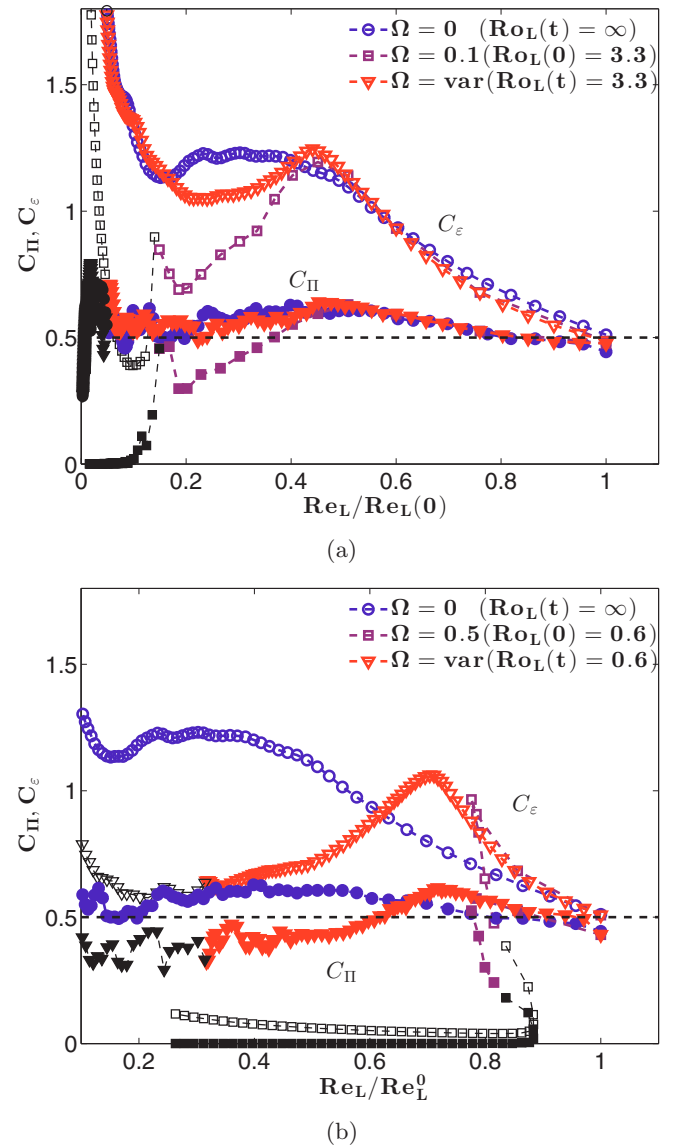 Ω = 0 (Ro_L(t) = ∞)
Ω = 0.1(Ro_L(0) = 3.3)
Ω = var(Ro_L(t) = 3.3)
1.5
1
0.5
0
C_Π, C_ε
C_ε
C_Π
0 0.2 0.4 0.6 0.8 1
Re_L/Re_L(0)
(a)
Ω = 0 (Ro_L(t) = ∞)
Ω = 0.5(Ro_L(0) = 0.6)
Ω = var(Ro_L(t) = 0.6)
1.5
1
0.5
0
C_Π, C_ε
C_ε
C_Π
0.2 0.4 0.6 0.8 1
Re_L/Re_L^0
(b)